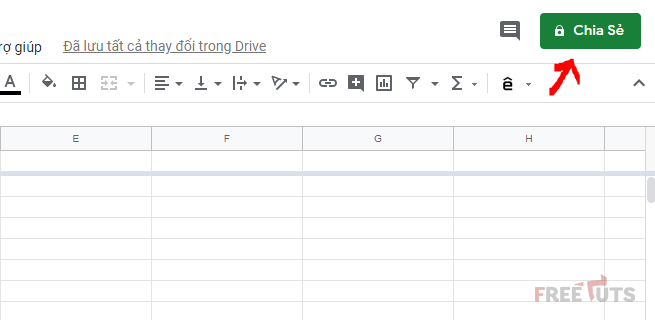 Chia Sẻ
rợ giúp Đã lưu tất cả thay đổi trong Drive
A Σ ê
E F G H
FREETUTS